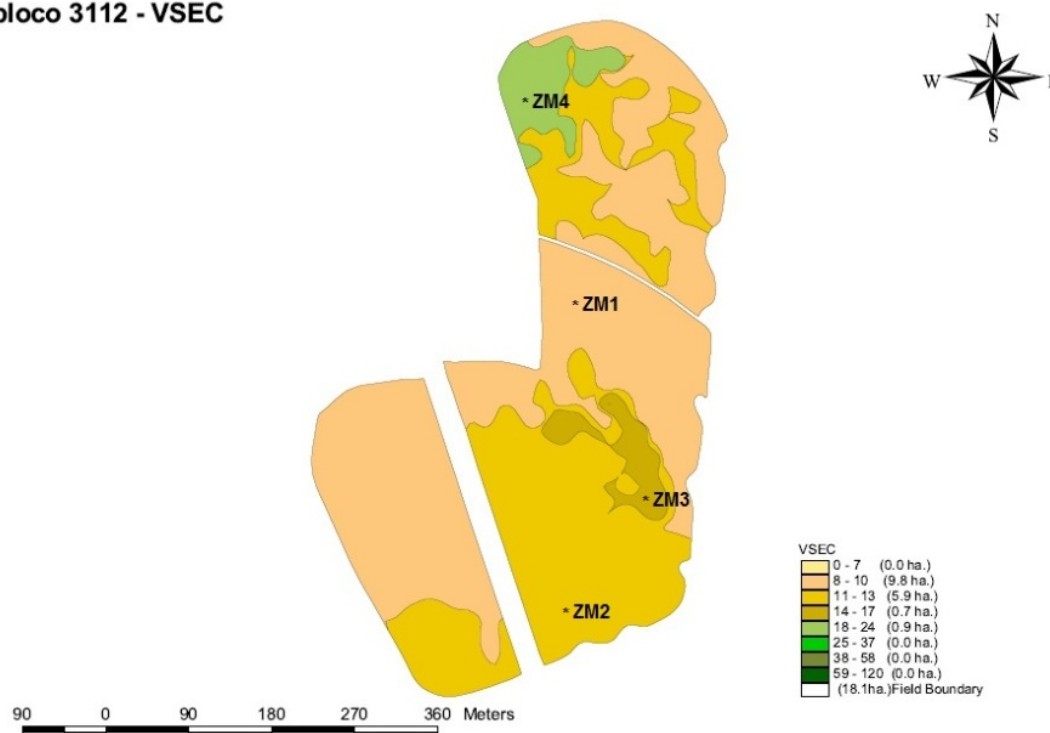 bloco 3112 - VSEC
N
W
S
* ZM4
* ZM1
* ZM3
* ZM2
VSEC
0 - 7 (0.0 ha.)
8 - 10 (9.8 ha.)
11 - 13 (5.9 ha.)
14 - 17 (0.7 ha.)
18 - 24 (0.9 ha.)
25 - 37 (0.0 ha.)
38 - 58 (0.0 ha.)
59 - 120 (0.0 ha.)
(18.1ha.)Field Boundary
90 0 90 180 270 360 Meters